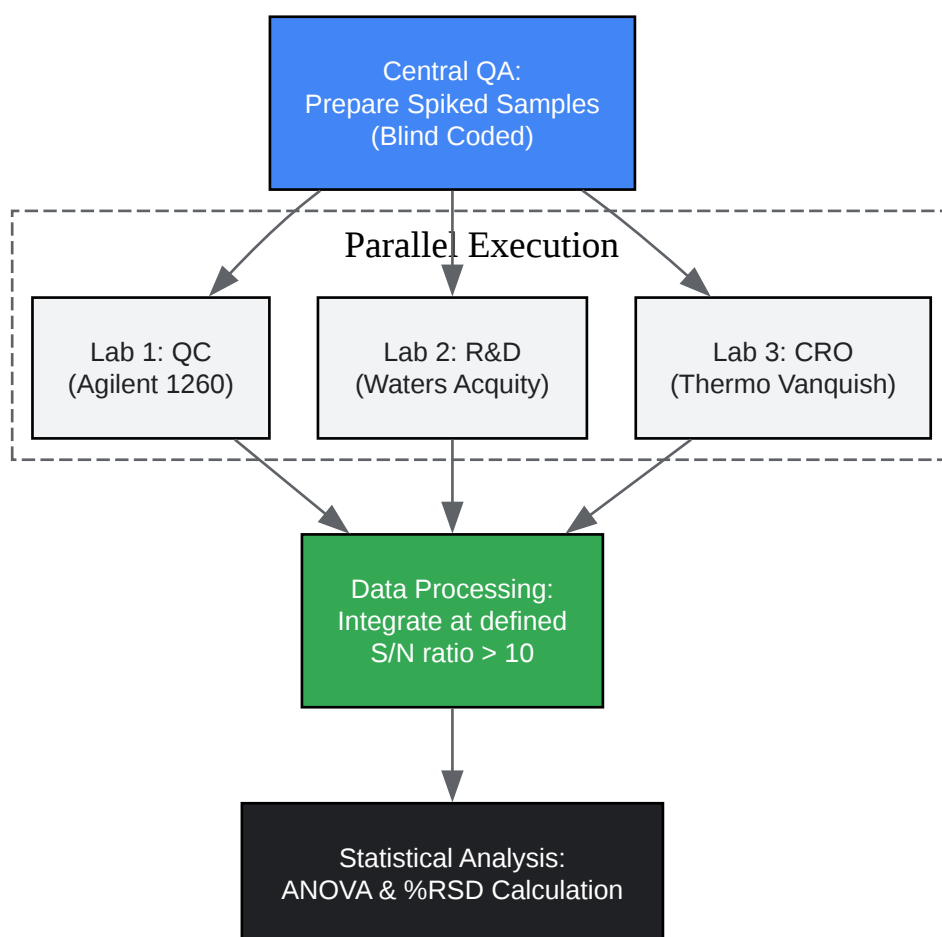 Central QA:
Prepare Spiked Samples
(Blind Coded)
Parallel Execution
Lab 1: QC
(Agilent 1260)
Lab 2: R&D
(Waters Acquity)
Lab 3: CRO
(Thermo Vanquish)
Data Processing:
Integrate at defined
S/N ratio > 10
Statistical Analysis:
ANOVA & %RSD Calculation